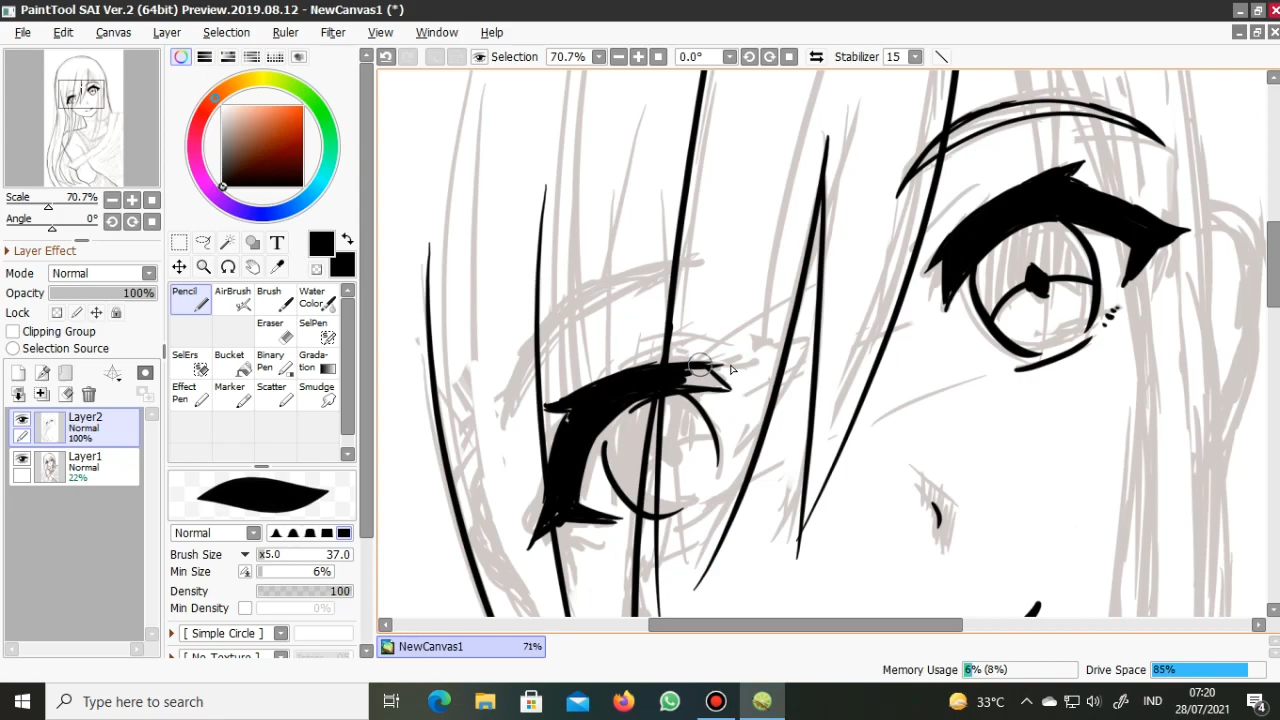 PaintTool SAI Ver.2 (64bit) Preview.2019.08.12 - NewCanvas1 (*)
File Edit Canvas Layer Selection Ruler Filter View Window Help
Selection 70.7% 0.0° Stabilizer 15
Scale 70.7%
Angle 0°
Layer Effect
Mode Normal
Opacity 100%
Lock
Clipping Group
Selection Source
Layer2
Normal
100%
Layer1
Normal
22%
T
Pencil AirBrush Brush Water Color
Eraser SelPen
SelErs Bucket Binary Pen Grada-tion
Effect Pen Marker Scatter Smudge
Normal
Brush Size x5.0 37.0
Min Size 6%
Density 100
Min Density 0%
[ Simple Circle ]
NewCanvas1 71%
Memory Usage 6% (8%) Drive Space 85%
Type here to search
33°C IND 07:20
28/07/2021 4